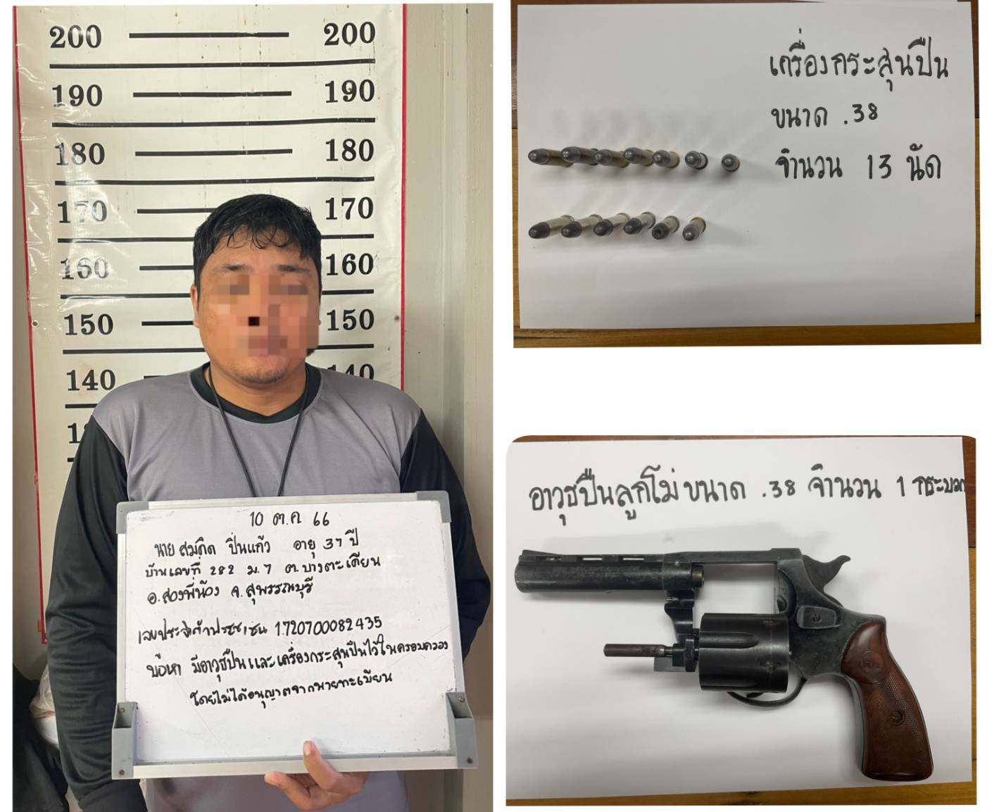 200 200
190 190
180 180
170 170
160 160
150 150
140 140
10 ต.ค. 66
นาย สมคิด ปิ่นแก้ว อายุ 37 ปี
บ้านเลขที่ 282 ม.7 ต.บางตะเคียน
อ.สองพี่น้อง จ.สุพรรณบุรี
เลขประจำตัวประชาชน 1720700082435
ข้อหา มีอาวุธปืนและเครื่องกระสุนปืนไว้ในครอบครอง
โดยไม่ได้อนุญาตจากนายทะเบียน
เครื่องกระสุนปืน
ขนาด .38
จำนวน 13 นัด
อาวุธปืนลูกโม่ขนาด .38 จำนวน 1 กระบอก